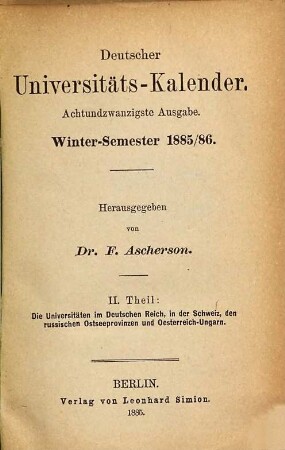 Deutscher
Universitäts-Kalender.
Achtundzwanzigste Ausgabe.
Winter-Semester 1885/86.
Herausgegeben
von
Dr. F. Ascherson.
II. Theil:
Die Universitäten im Deutschen Reich, in der Schweiz, den
russischen Ostseeprovinzen und Oesterreich-Ungarn.
BERLIN.
Verlag von Leonhard Simion.
1885.